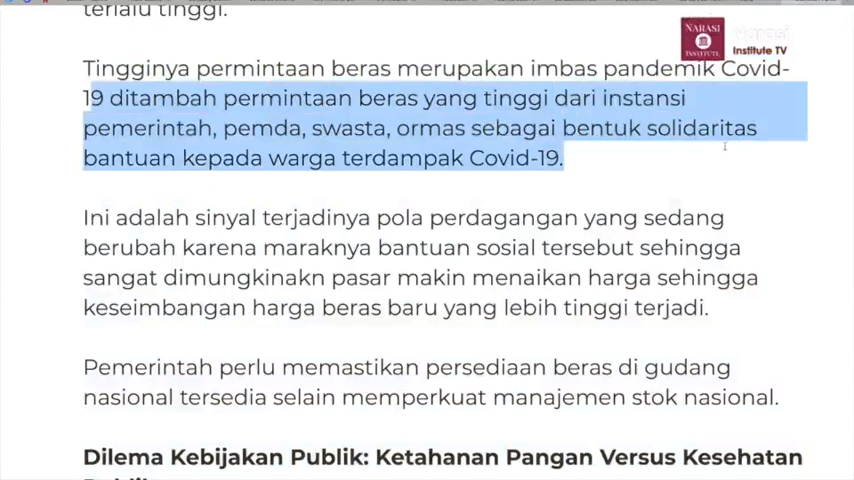 terlalu tinggi.
NARASI
INSTITUTE
Narasi
Institute TV
Tingginya permintaan beras merupakan imbas pandemik Covid-
19 ditambah permintaan beras yang tinggi dari instansi
pemerintah, pemda, swasta, ormas sebagai bentuk solidaritas
bantuan kepada warga terdampak Covid-19.
Ini adalah sinyal terjadinya pola perdagangan yang sedang
berubah karena maraknya bantuan sosial tersebut sehingga
sangat dimungkinakn pasar makin menaikan harga sehingga
keseimbangan harga beras baru yang lebih tinggi terjadi.
Pemerintah perlu memastikan persediaan beras di gudang
nasional tersedia selain memperkuat manajemen stok nasional.
Dilema Kebijakan Publik: Ketahanan Pangan Versus Kesehatan